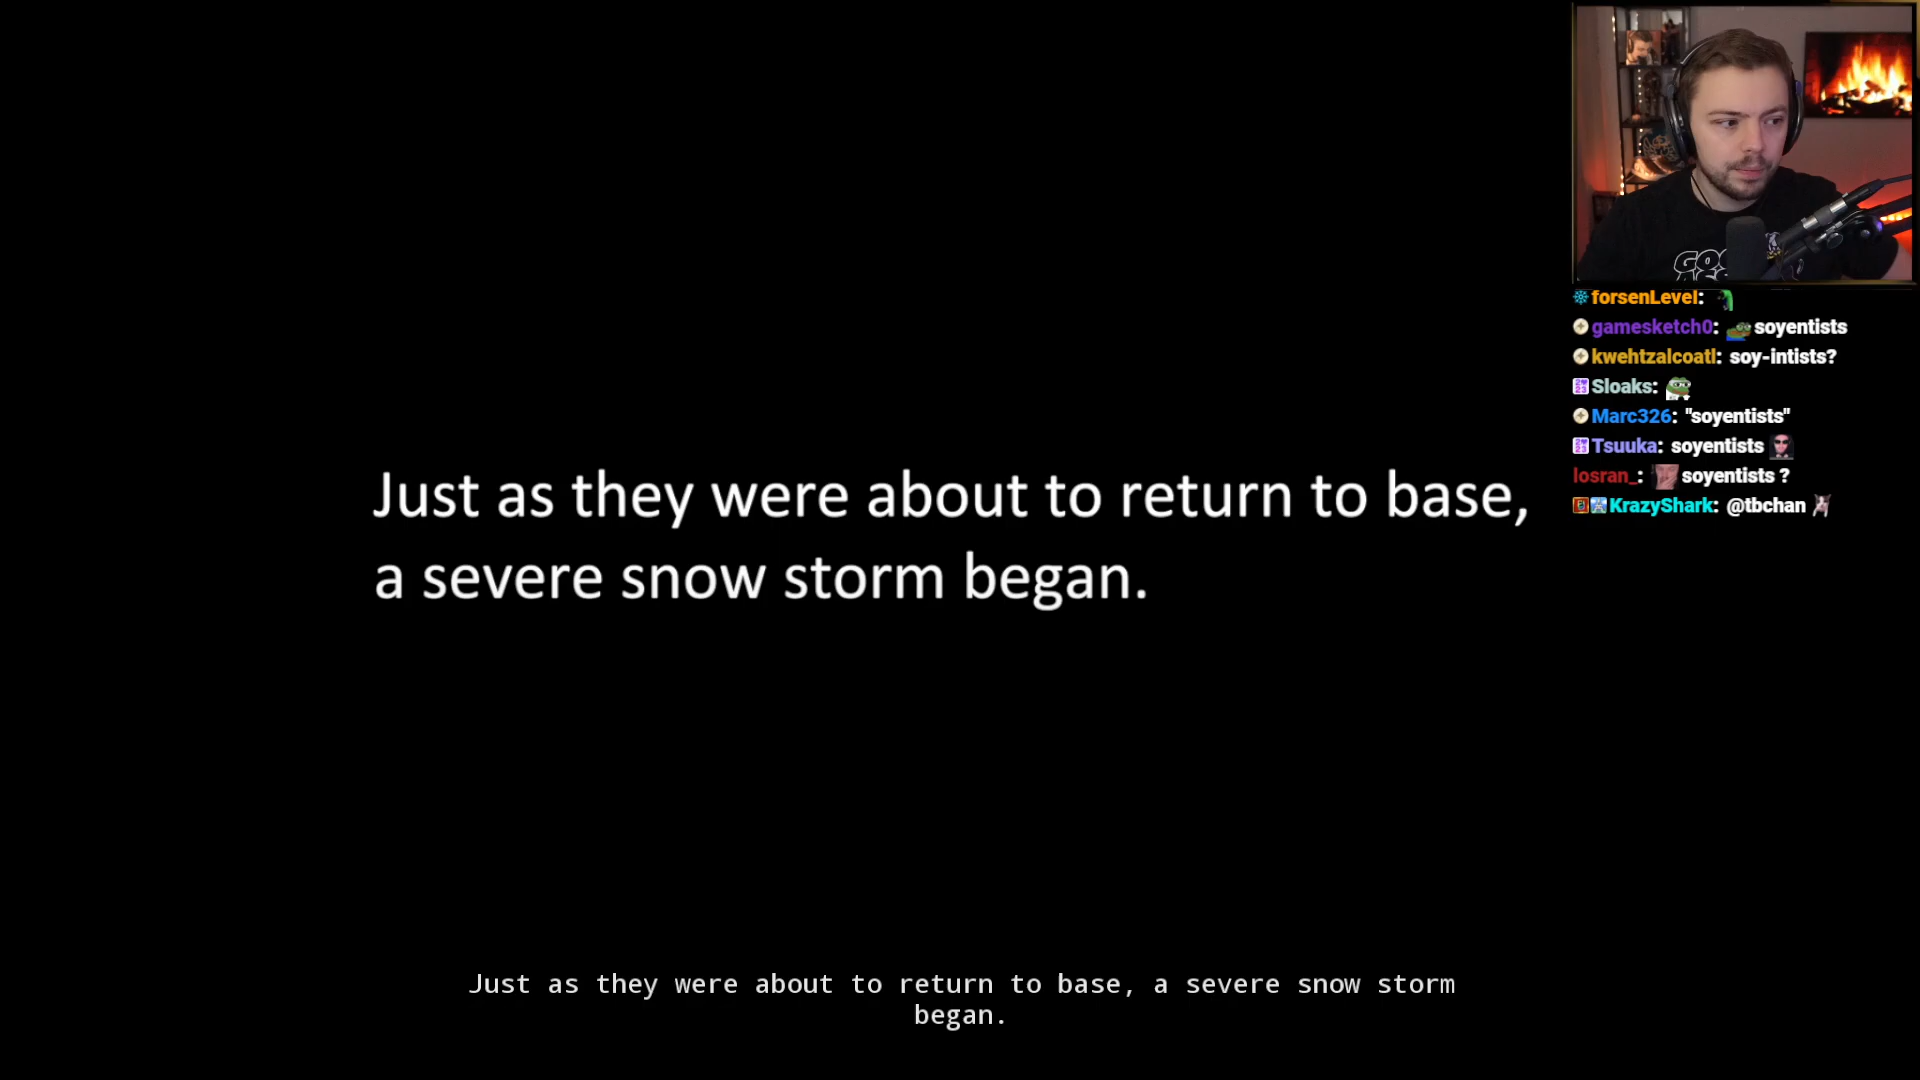 Just as they were about to return to base,
a severe snow storm began.
Just as they were about to return to base, a severe snow storm
began.
forsenLevel:
gamesketch0: soyentists
kwehtzalcoatl: soy-intists?
Sloaks:
Marc326: "soyentists"
Tsuuka: soyentists
losran_: soyentists ?
KrazyShark: @tbchan